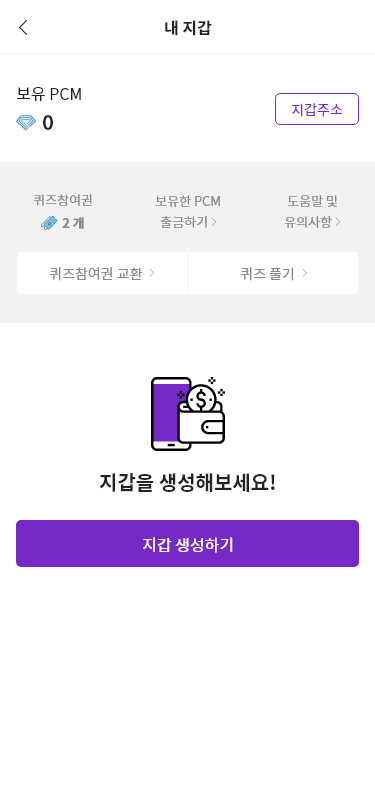 내 지갑
보유 PCM
0
지갑주소
퀴즈참여권
2 개
보유한 PCM
출금하기
도움말 및
유의사항
퀴즈참여권 교환
퀴즈 풀기
지갑을 생성해보세요!
지갑 생성하기